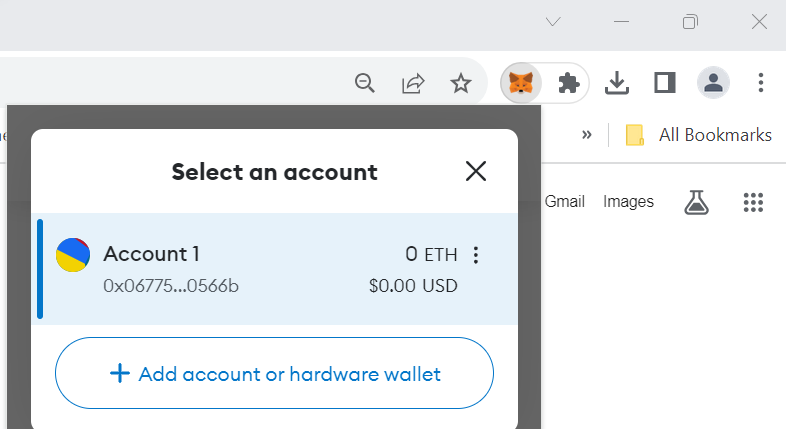 »
All Bookmarks
Select an account
Gmail Images
Account 1 0 ETH
0x06775...0566b $0.00 USD
+ Add account or hardware wallet